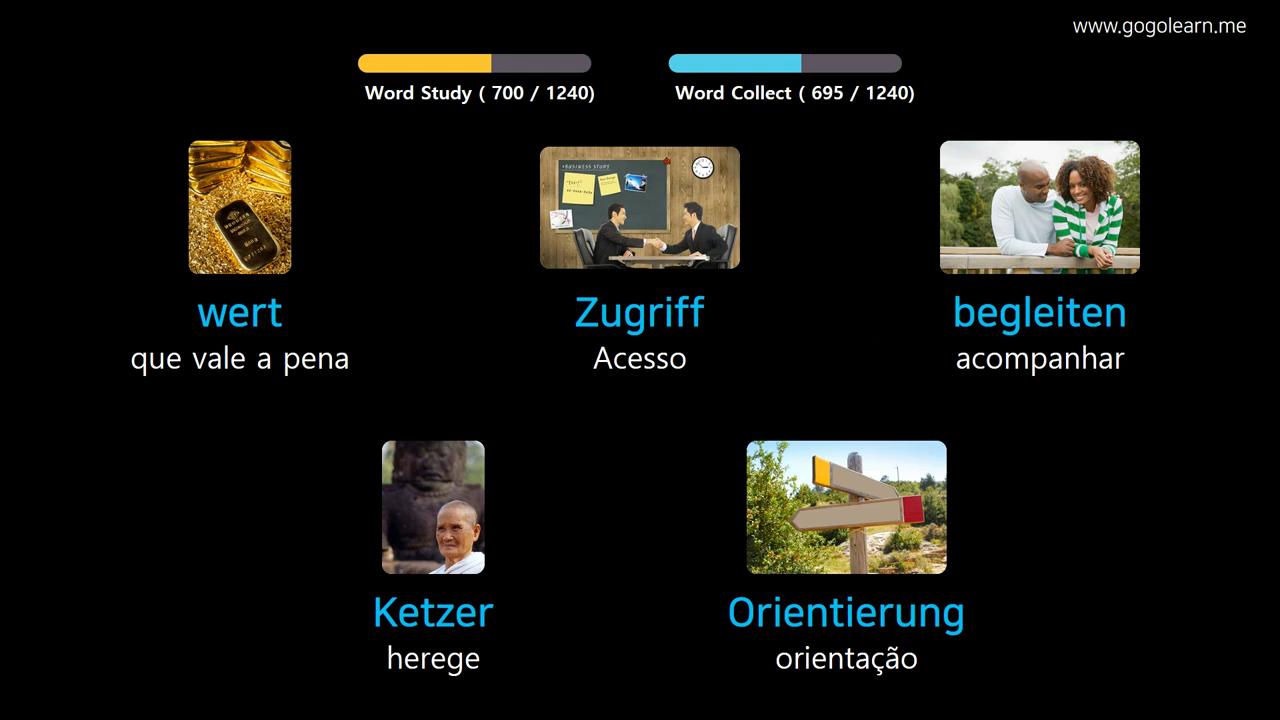 www.gogolearn.me
Word Study ( 700 / 1240)
Word Collect ( 695 / 1240)
wert
que vale a pena
Zugriff
Acesso
begleiten
acompanhar
Ketzer
herege
Orientierung
orientação